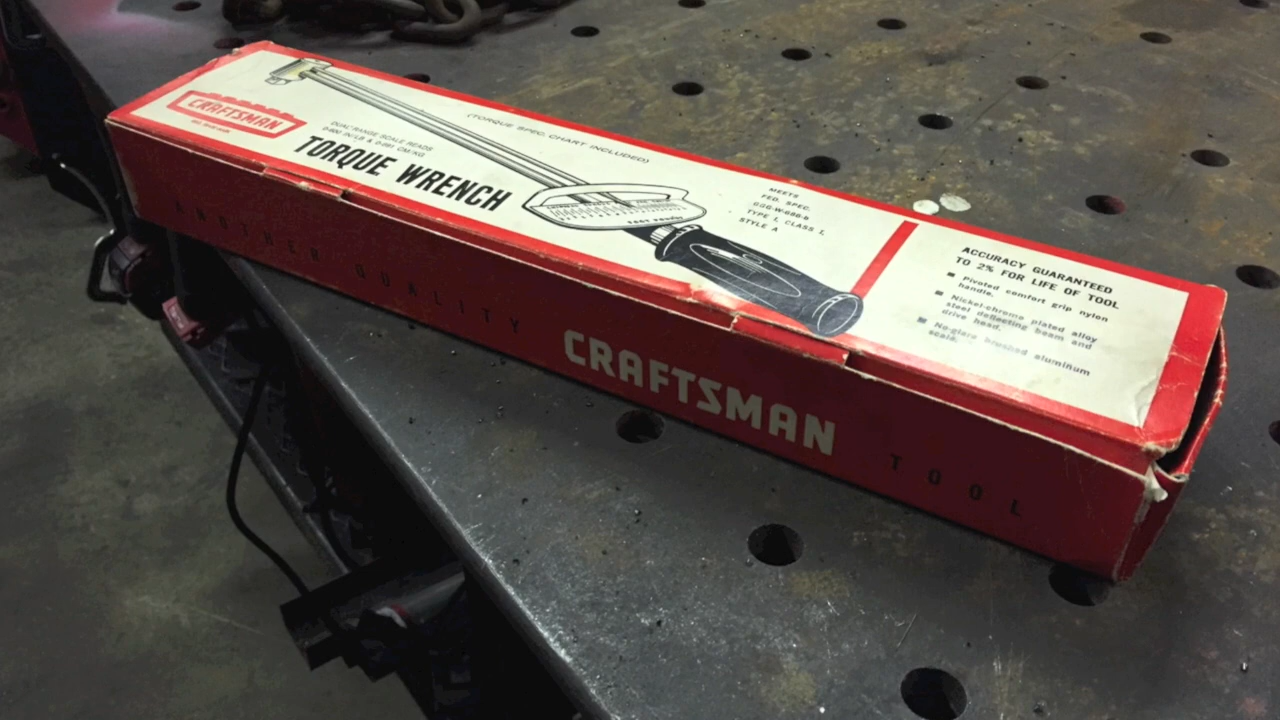 CRAFTSMAN
DUAL RANGE SCALE READS
TORQUE WRENCH
(TORQUE SPEC. CHART INCLUDED)
MEETS
FED. SPEC.
GGG-W-686-b
TYPE I, CLASS I,
STYLE A
ACCURACY GUARANTEED
TO 2% FOR LIFE OF TOOL
Pivoted comfort grip nylon
handle.
Nickel-chrome plated alloy
steel deflecting beam and
drive head.
No-glare brushed aluminum
scale.
ANOTHER QUALITY
CRAFTSMAN
TOOL